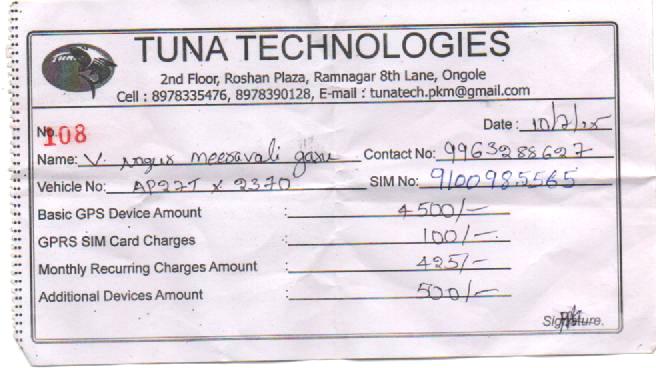 Tuna
TUNA TECHNOLOGIES
2nd Floor, Roshan Plaza, Ramnagar 8th Lane, Ongole
Cell : 8978335476, 8978390128, E-mail : tunatech.pkm@gmail.com
No. 108
Date : 10/7/25
Name: V. meeravali garu Contact No: 9963288627
Vehicle No: AP27T X 2370 SIM No: 9100985565
Basic GPS Device Amount : 4500/-
GPRS SIM Card Charges : 100/-
Monthly Recurring Charges Amount : 425/-
Additional Devices Amount : 500/-
Signature.